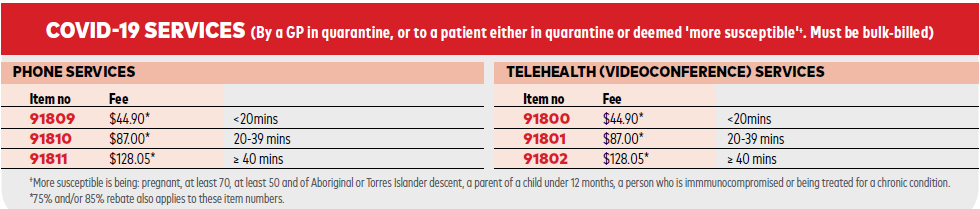 COVID-19 SERVICES (By a GP in quarantine, or to a patient either in quarantine or deemed 'more susceptible'⁺. Must be bulk-billed)
PHONE SERVICES
Item no Fee
91809 $44.90* <20mins
91810 $87.00* 20-39 mins
91811 $128.05* ≥ 40 mins
TELEHEALTH (VIDEOCONFERENCE) SERVICES
Item no Fee
91800 $44.90* <20mins
91801 $87.00* 20-39 mins
91802 $128.05* ≥ 40 mins
⁺More susceptible is being: pregnant, at least 70, at least 50 and of Aboriginal or Torres Islander descent, a parent of a child under 12 months, a person who is immmunocompromised or being treated for a chronic condition.
*75% and/or 85% rebate also applies to these item numbers.